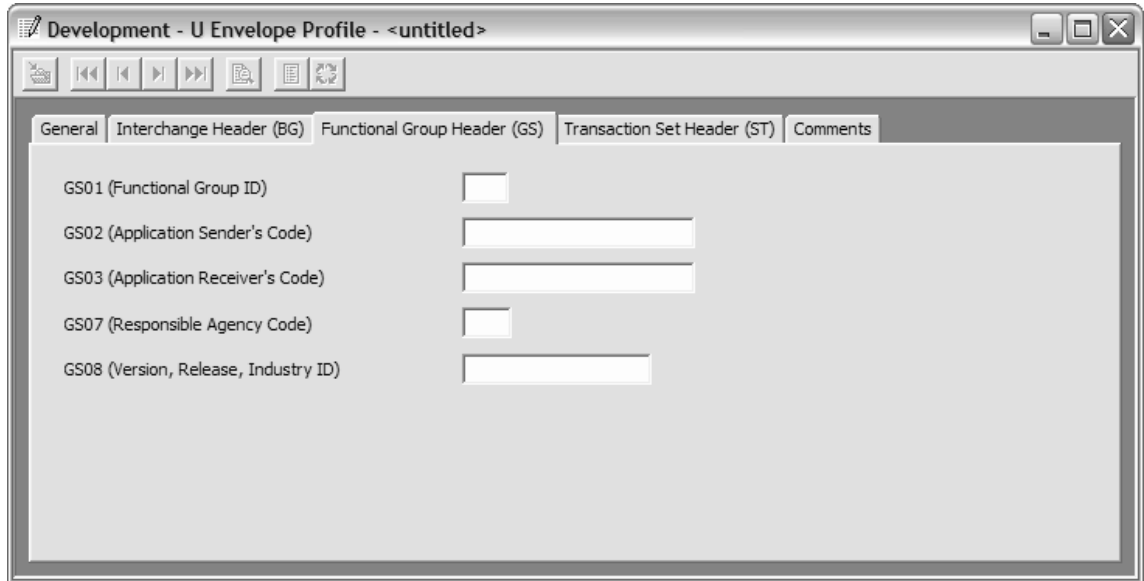 Development - U Envelope Profile - <untitled>
General Interchange Header (BG) Functional Group Header (GS) Transaction Set Header (ST) Comments
GS01 (Functional Group ID)
GS02 (Application Sender's Code)
GS03 (Application Receiver's Code)
GS07 (Responsible Agency Code)
GS08 (Version, Release, Industry ID)